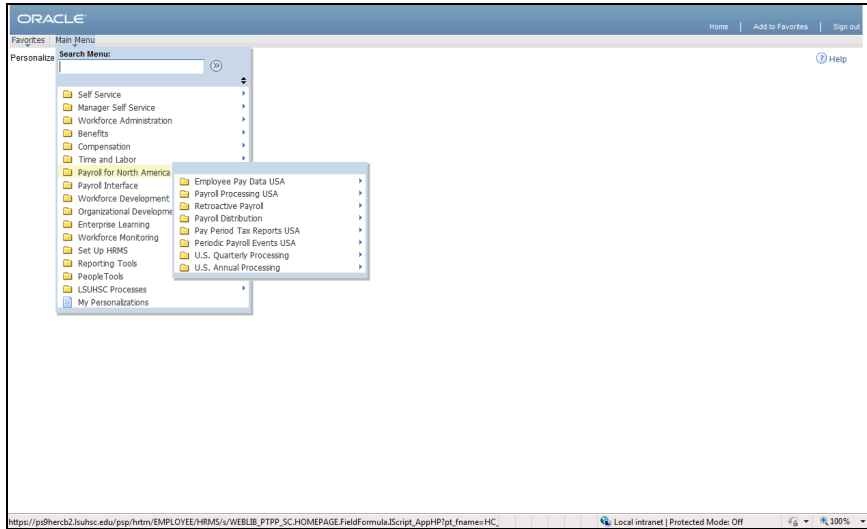 ORACLE
Home | Add to Favorites | Sign out
Favorites Main Menu
Personalize
Search Menu:
Help
Self Service
Manager Self Service
Workforce Administration
Benefits
Compensation
Time and Labor
Payroll for North America
Payroll Interface
Workforce Development
Organizational Developme
Enterprise Learning
Workforce Monitoring
Set Up HRMS
Reporting Tools
PeopleTools
LSUHSC Processes
My Personalizations
Employee Pay Data USA
Payroll Processing USA
Retroactive Payroll
Payroll Distribution
Pay Period Tax Reports USA
Periodic Payroll Events USA
U.S. Quarterly Processing
U.S. Annual Processing
https://ps9hercb2.lsuhsc.edu/psp/hrtrn/EMPLOYEE/HRMS/s/WEBLIB_PTPP_SC.HOMEPAGE.FieldFormula.IScript_AppHP?pt_fname=HC_
Local intranet | Protected Mode: Off
100%